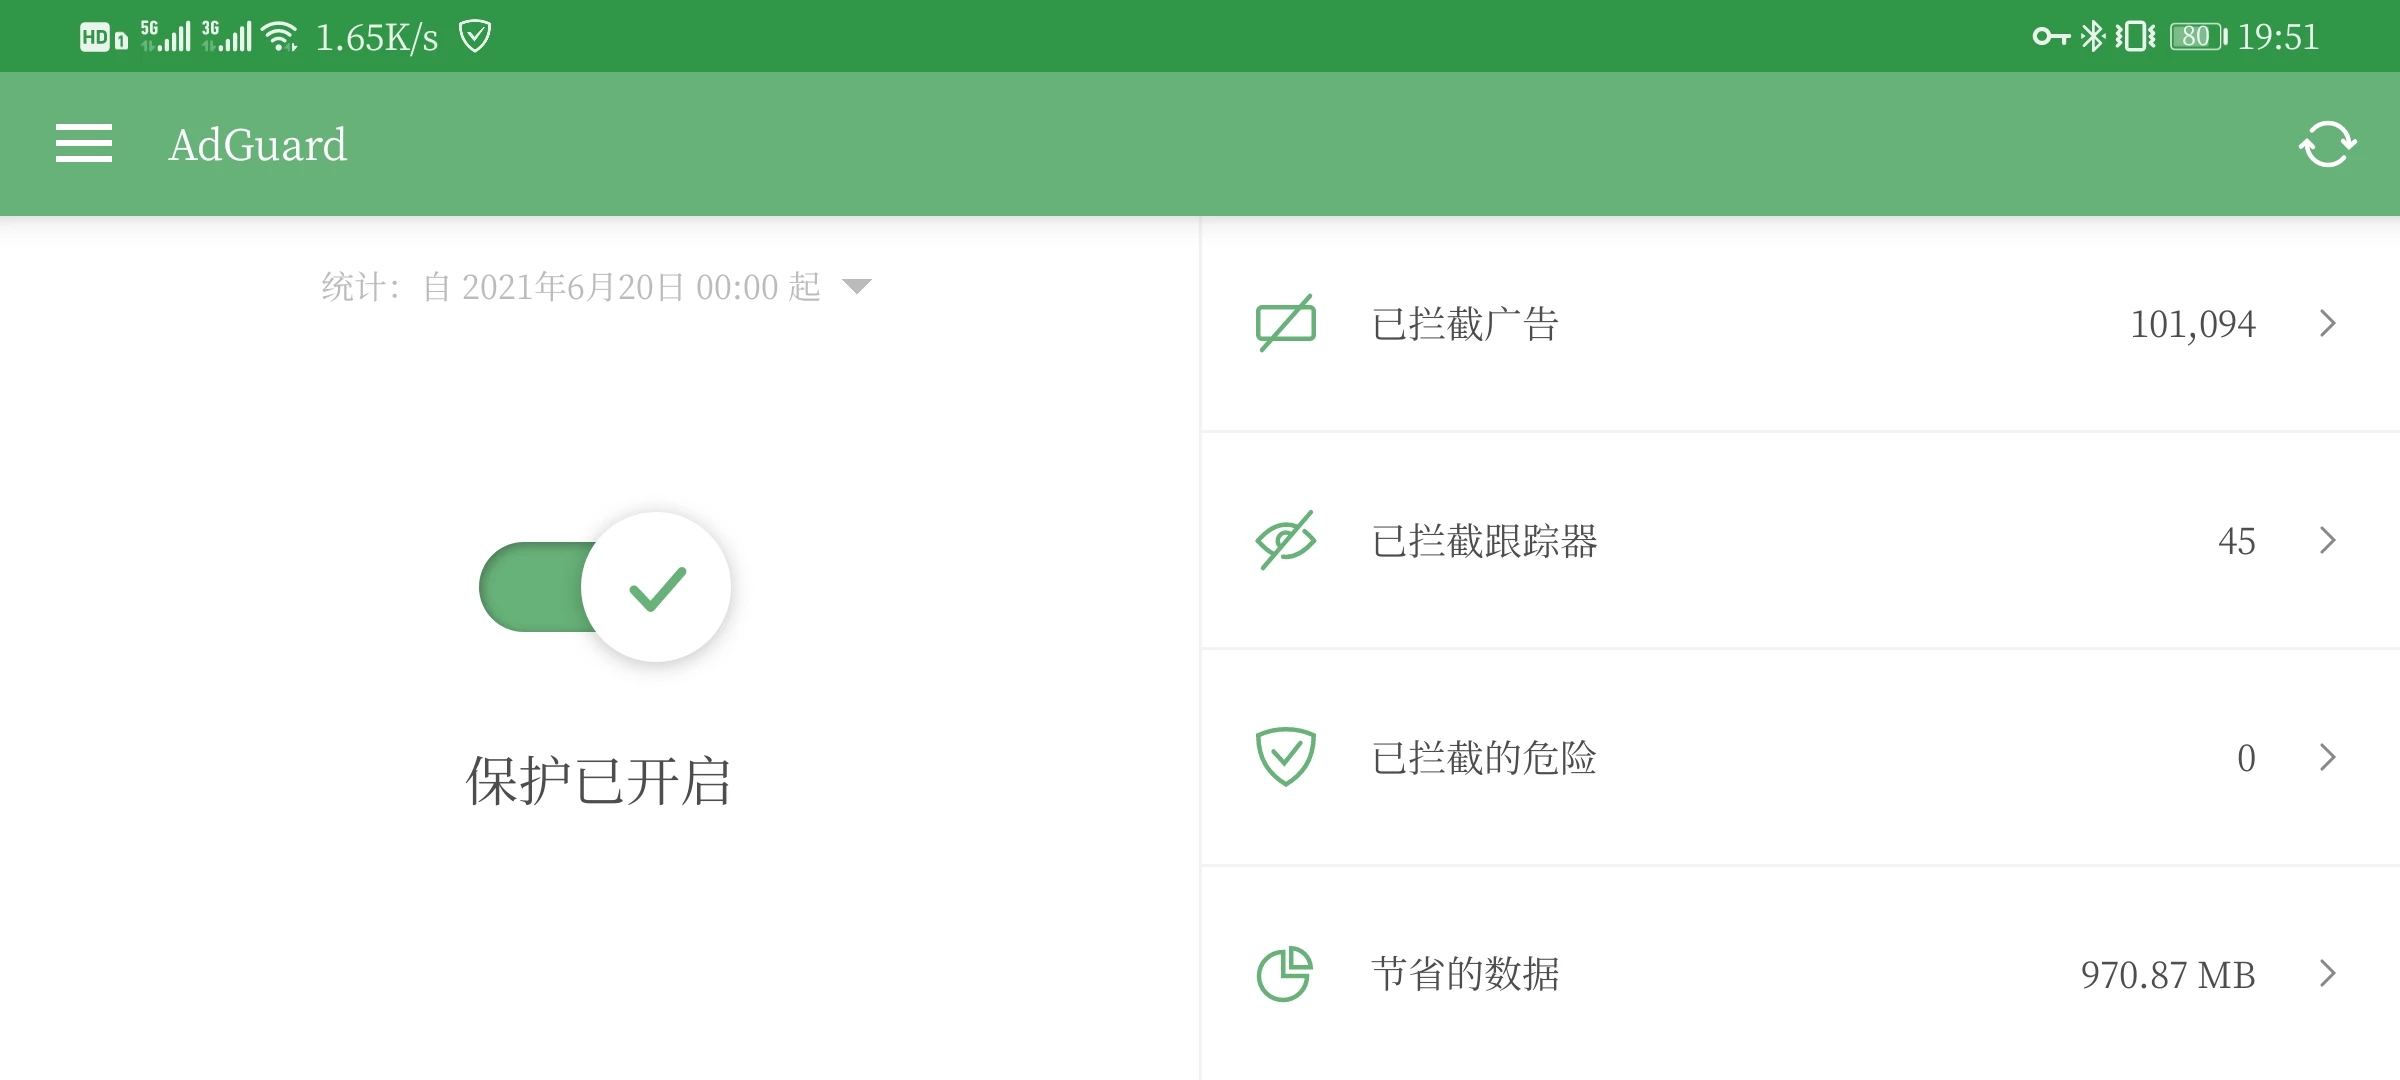 HD 1 5G 3G 1.65K/s 80 19:51
AdGuard
统计：自 2021年6月20日 00:00 起
保护已开启
已拦截广告 101,094
已拦截跟踪器 45
已拦截的危险 0
节省的数据 970.87 MB